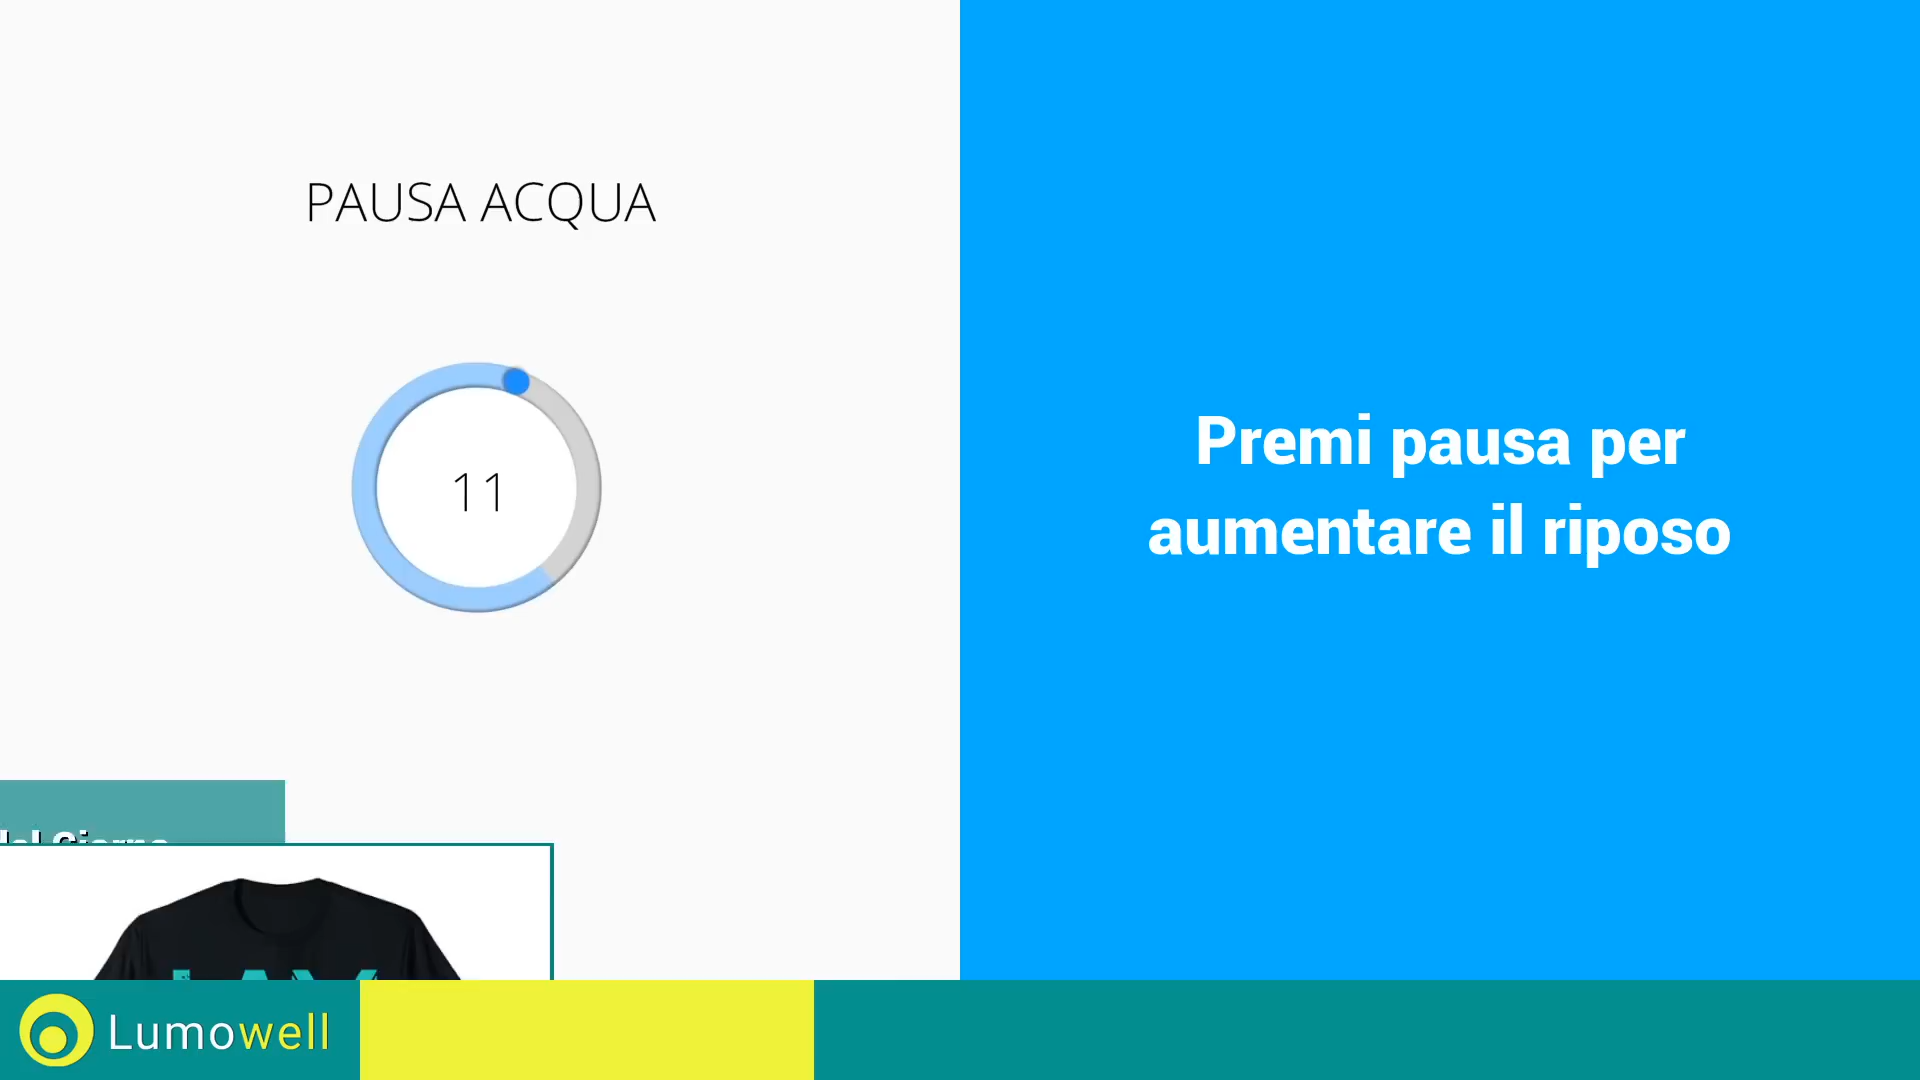 PAUSA ACQUA
11
Premi pausa per
aumentare il riposo
Lumowell